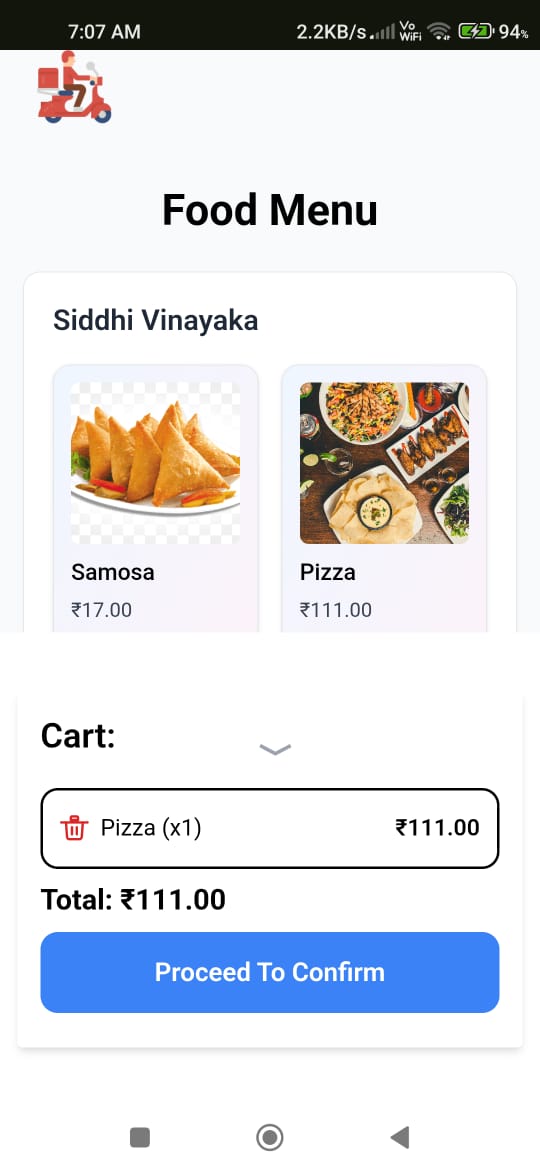 7:07 AM 2.2KB/s Vo WiFi 94%
Food Menu
Siddhi Vinayaka
Samosa Pizza
₹17.00 ₹111.00
Cart:
Pizza (x1) ₹111.00
Total: ₹111.00
Proceed To Confirm